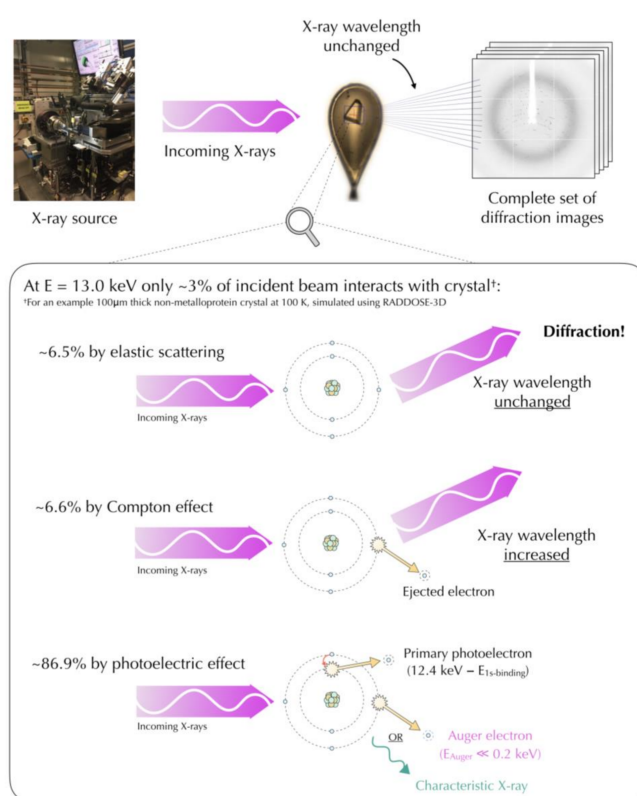 X-ray wavelength
unchanged
Incoming X-rays
X-ray source
Complete set of
diffraction images
At E = 13.0 keV only ~3% of incident beam interacts with crystal†:
†For an example 100μm thick non-metalloprotein crystal at 100 K, simulated using RADDOSE-3D
~6.5% by elastic scattering
Diffraction!
X-ray wavelength
unchanged
Incoming X-rays
~6.6% by Compton effect
X-ray wavelength
increased
Incoming X-rays
Ejected electron
~86.9% by photoelectric effect
Primary photoelectron
(12.4 keV – E1s-binding)
Incoming X-rays
OR
Auger electron
(EAuger ≪ 0.2 keV)
Characteristic X-ray